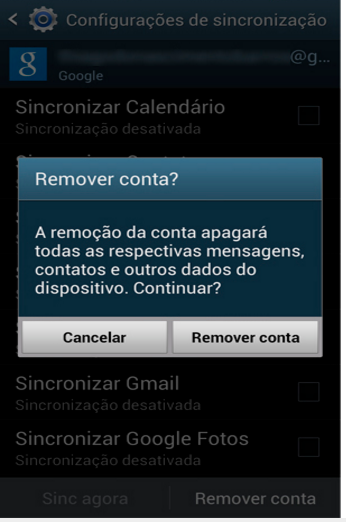 Configurações de sincronização
@g...
Google
Sincronizar Calendário
Sincronização desativada
Remover conta?
A remoção da conta apagará
todas as respectivas mensagens,
contatos e outros dados do
dispositivo. Continuar?
Cancelar Remover conta
Sincronizar Gmail
Sincronização desativada
Sincronizar Google Fotos
Sincronização desativada
Sinc agora Remover conta